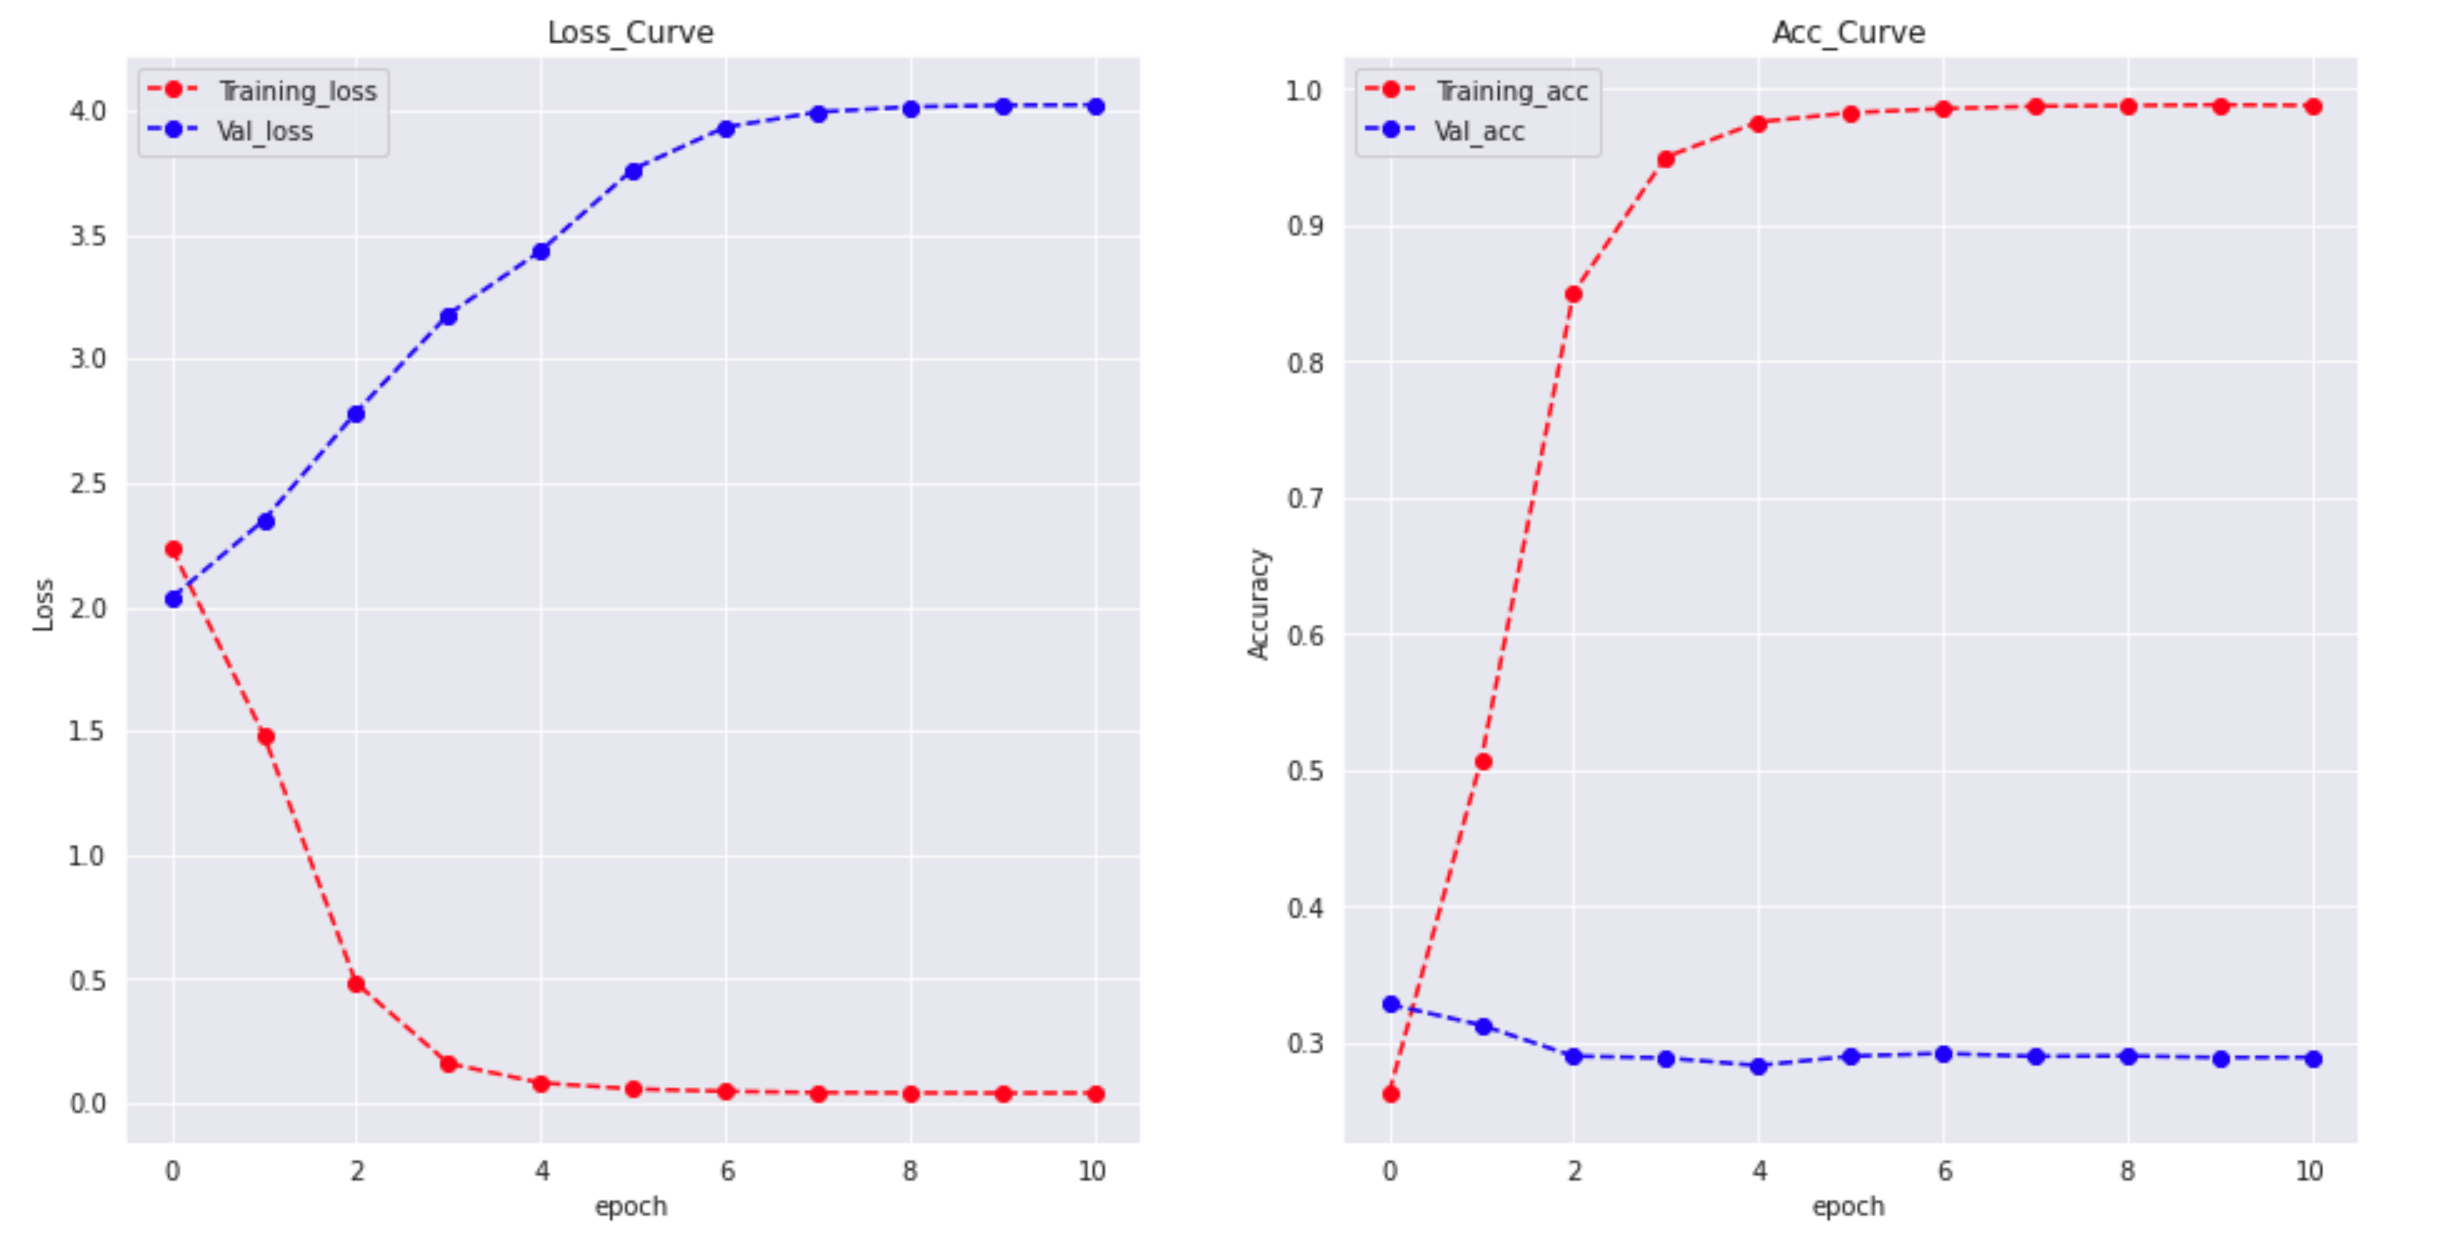 Loss_Curve
Training_loss
Val_loss
4.0
3.5
3.0
2.5
2.0
1.5
1.0
0.5
0.0
Loss
0 2 4 6 8 10
epoch
Acc_Curve
Training_acc
Val_acc
1.0
0.9
0.8
0.7
0.6
0.5
0.4
0.3
Accuracy
0 2 4 6 8 10
epoch